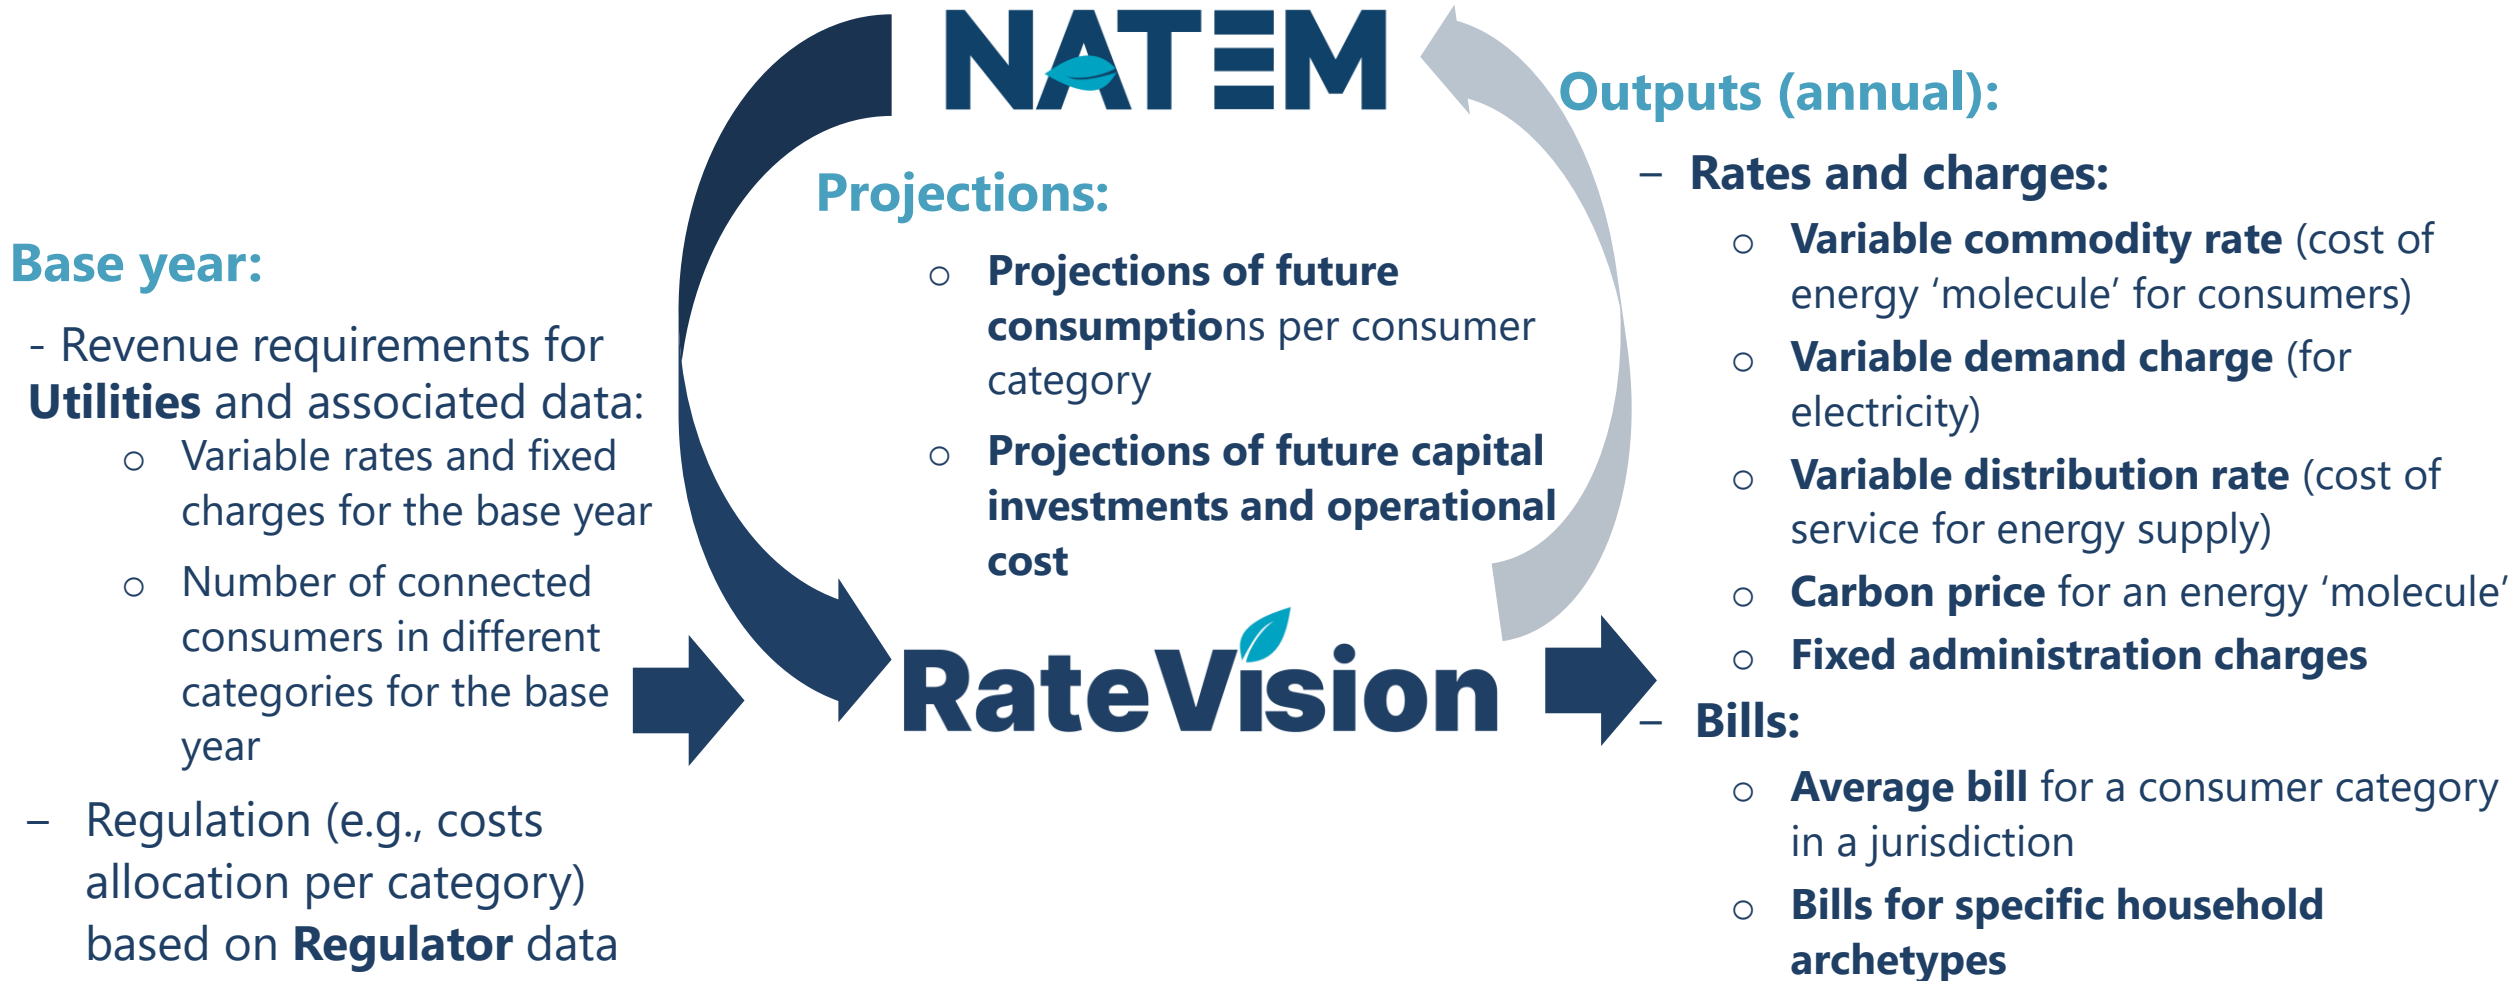 NATEM
Base year:
- Revenue requirements for
Utilities and associated data:
o Variable rates and fixed
charges for the base year
o Number of connected
consumers in different
categories for the base
year
– Regulation (e.g., costs
allocation per category)
based on Regulator data
Projections:
o Projections of future
consumptions per consumer
category
o Projections of future capital
investments and operational
cost
RateVision
Outputs (annual):
– Rates and charges:
o Variable commodity rate (cost of
energy ‘molecule’ for consumers)
o Variable demand charge (for
electricity)
o Variable distribution rate (cost of
service for energy supply)
o Carbon price for an energy ‘molecule’
o Fixed administration charges
– Bills:
o Average bill for a consumer category
in a jurisdiction
o Bills for specific household
archetypes